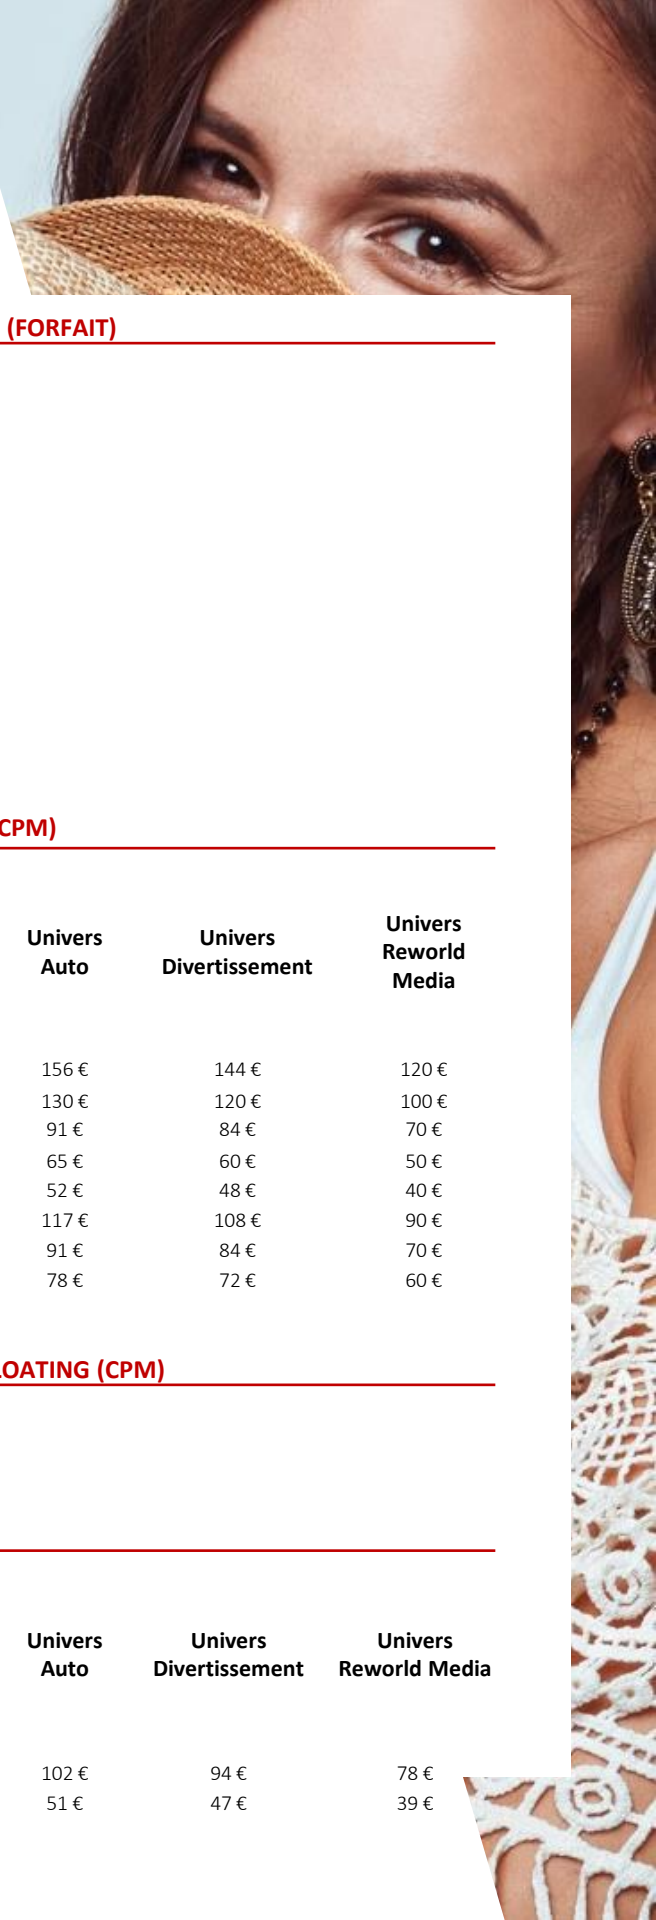 (FORFAIT)
CPM)
Univers Auto Univers Divertissement Univers Reworld Media
156 € 144 € 120 €
130 € 120 € 100 €
91 € 84 € 70 €
65 € 60 € 50 €
52 € 48 € 40 €
117 € 108 € 90 €
91 € 84 € 70 €
78 € 72 € 60 €
LOATING (CPM)
Univers Auto Univers Divertissement Univers Reworld Media
102 € 94 € 78 €
51 € 47 € 39 €